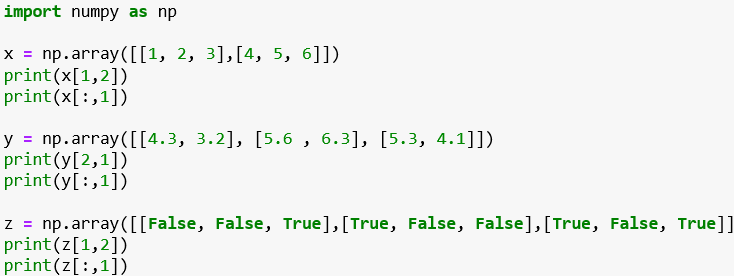 import numpy as np
x = np.array([[1, 2, 3],[4, 5, 6]])
print(x[1,2])
print(x[:,1])
y = np.array([[4.3, 3.2], [5.6 , 6.3], [5.3, 4.1]])
print(y[2,1])
print(y[:,1])
z = np.array([[False, False, True],[True, False, False],[True, False, True]]
print(z[1,2])
print(z[:,1])